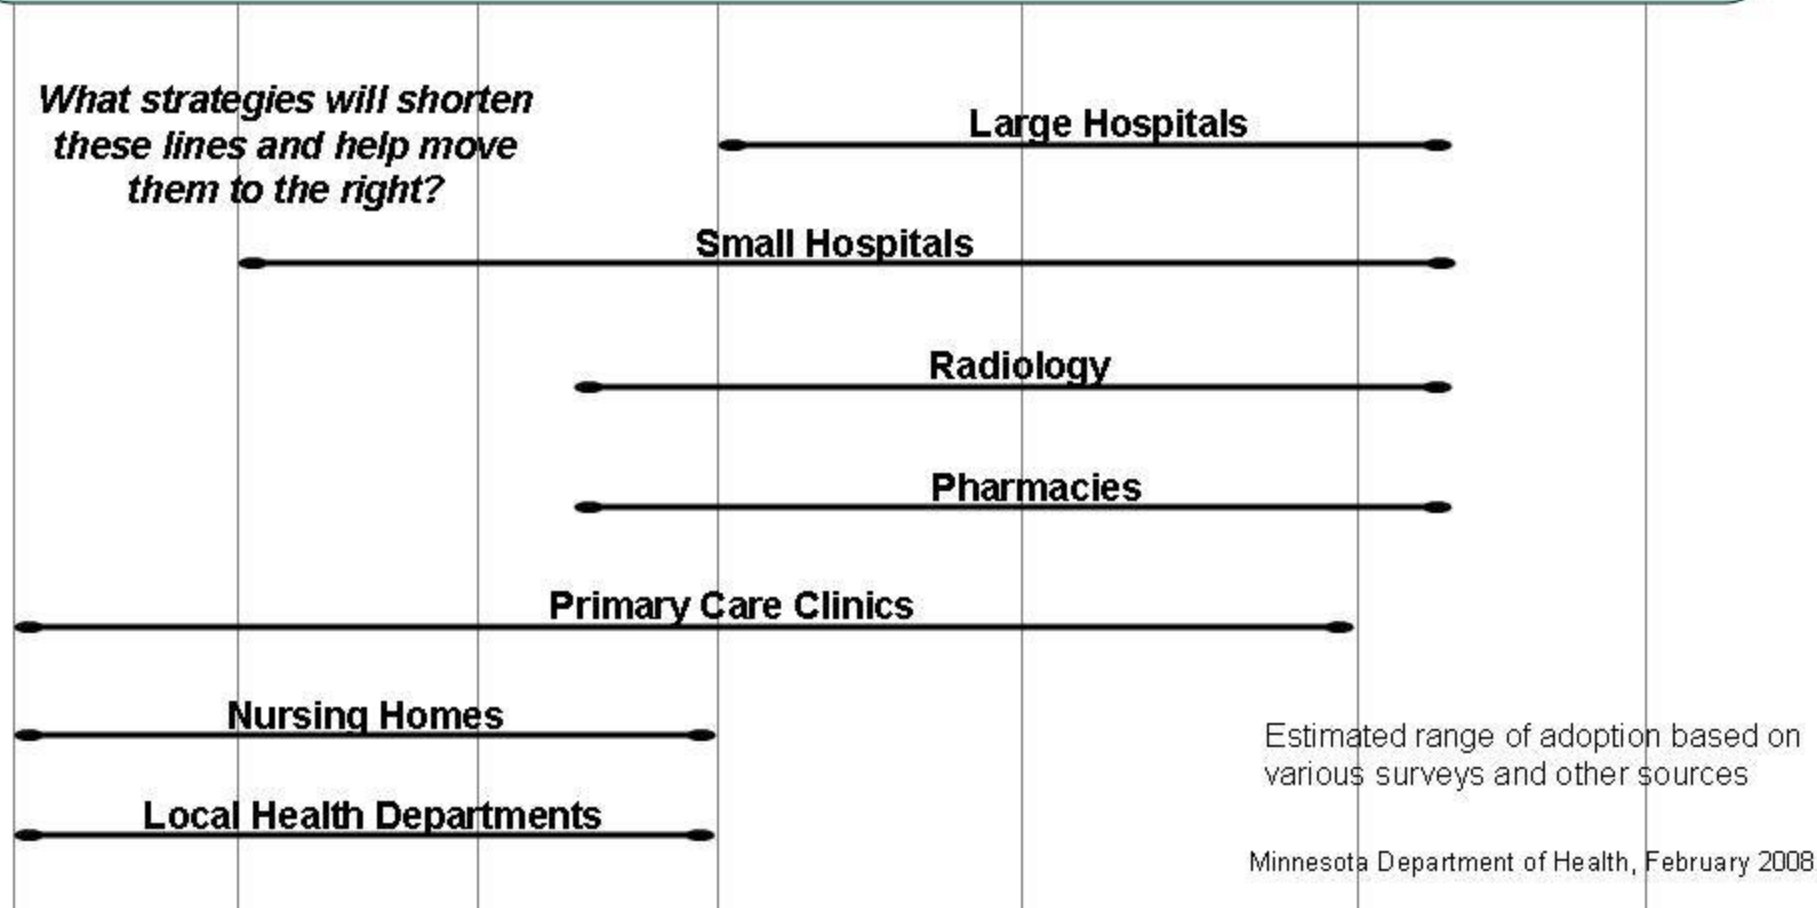 What strategies will shorten
these lines and help move
them to the right?
Large Hospitals
Small Hospitals
Radiology
Pharmacies
Primary Care Clinics
Nursing Homes
Local Health Departments
Estimated range of adoption based on
various surveys and other sources
Minnesota Department of Health, February 2008